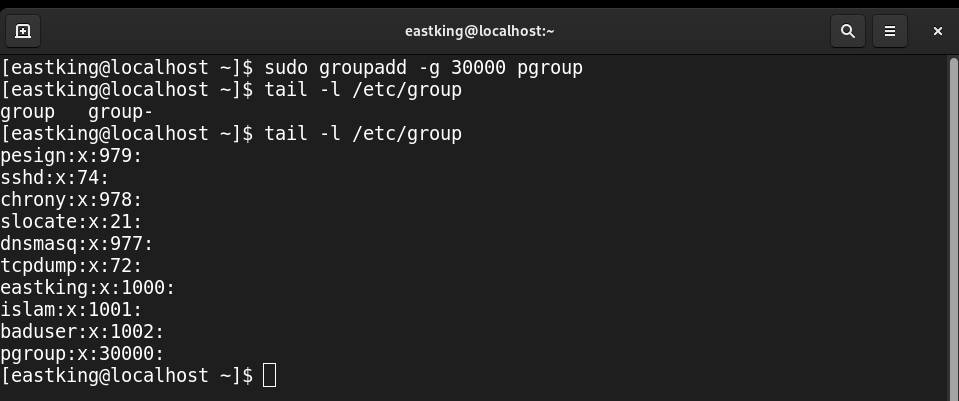 eastking@localhost:~
[eastking@localhost ~]$ sudo groupadd -g 30000 pgroup
[eastking@localhost ~]$ tail -l /etc/group
group   group-
[eastking@localhost ~]$ tail -l /etc/group
pesign:x:979:
sshd:x:74:
chrony:x:978:
slocate:x:21:
dnsmasq:x:977:
tcpdump:x:72:
eastking:x:1000:
islam:x:1001:
baduser:x:1002:
pgroup:x:30000:
[eastking@localhost ~]$